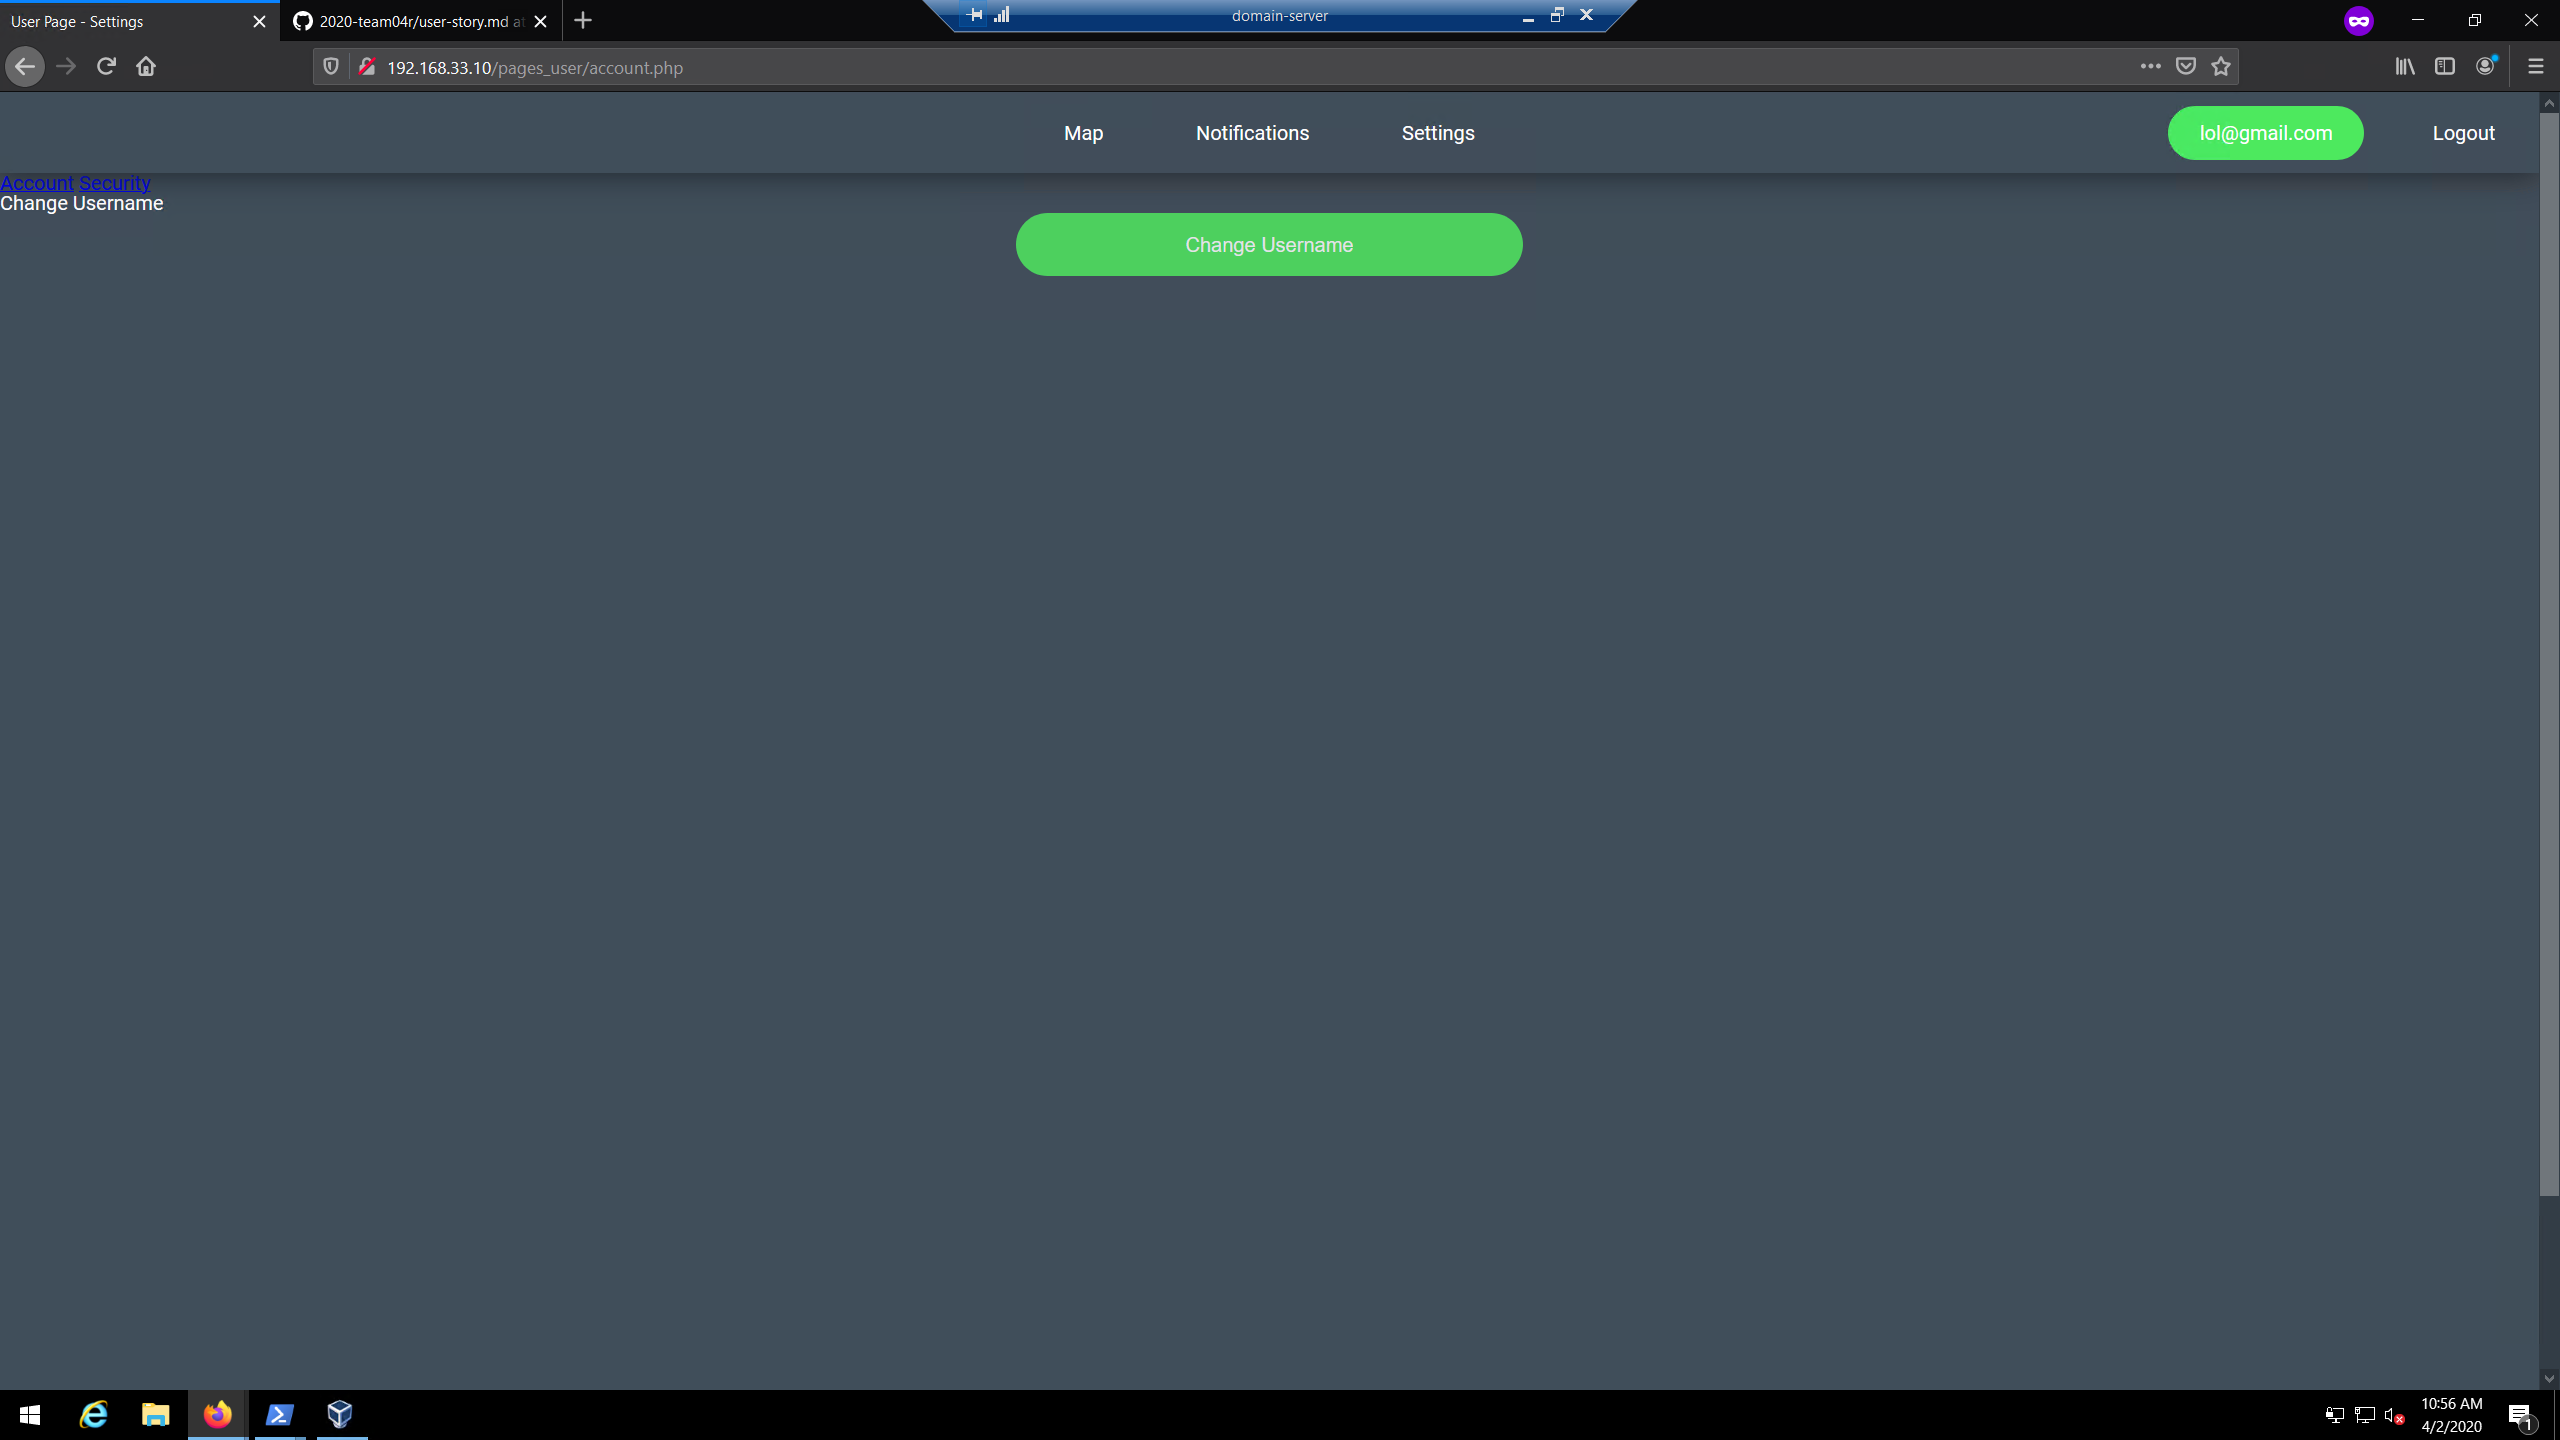 User Page - Settings
2020-team04r/user-story.md at
domain-server
192.168.33.10/pages_user/account.php
Map
Notifications
Settings
lol@gmail.com
Logout
Account Security
Change Username
Change Username
10:56 AM
4/2/2020
1